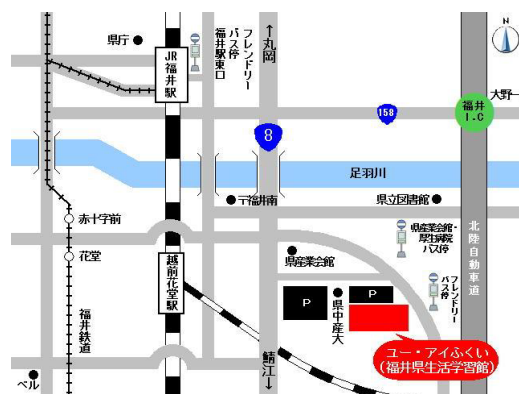 N
県庁
JR福井駅
フレンドリー
バス停
福井駅東口
↑丸岡
大野→
福井
I.C
158
8
足羽川
元福井南
県立図書館
赤十字前
花堂
福井鉄道
越前花堂駅
県産業会館
県産業会館・
厚生病院
バス停
北陸自動車道
フレンドリー
バス停
P
県中産大
P
ユー・アイふくい
(福井県生活学習館)
鯖江→
ベル